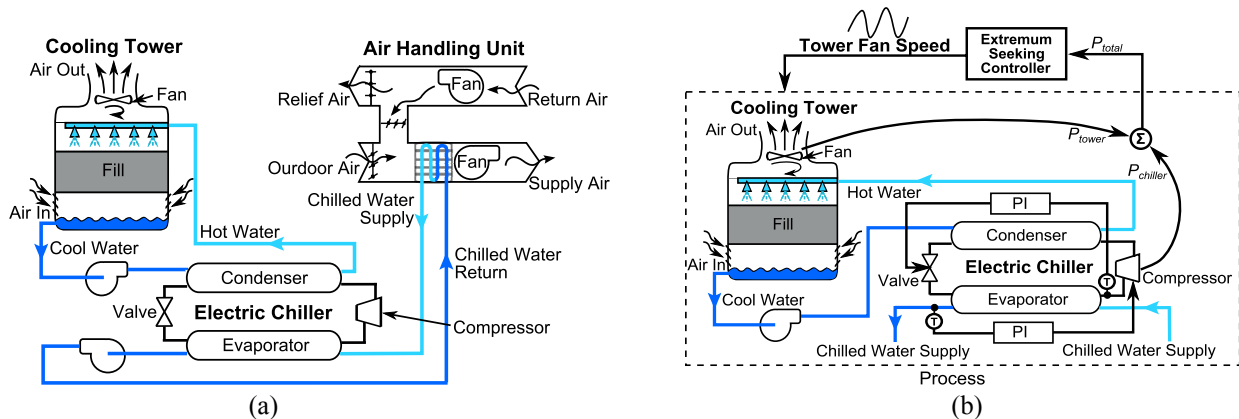 Cooling Tower
Air Out
Fan
Fill
Air In
Cool Water
Hot Water
Condenser
Valve
Electric Chiller
Evaporator
Compressor
Air Handling Unit
Fan
Relief Air
Return Air
Ourdoor Air
Fan
Supply Air
Chilled Water
Supply
Chilled Water
Return
(a)
Tower Fan Speed
Extremum
Seeking
Controller
P_total
Cooling Tower
Air Out
Fan
P_tower
Σ
P_chiller
Hot Water
Fill
PI
Condenser
Air In
Valve
Electric Chiller
T
Compressor
Cool Water
Evaporator
T
PI
Chilled Water Supply
Chilled Water Supply
Process
(b)